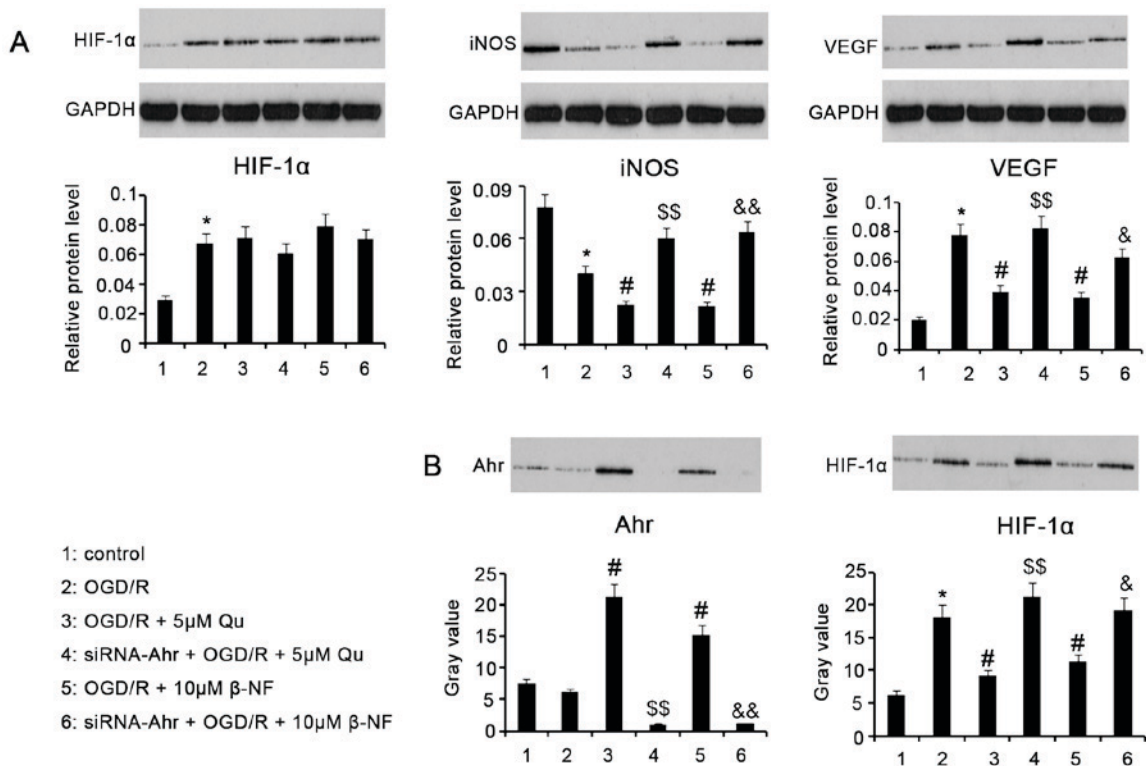 A
HIF-1α
GAPDH
HIF-1α
Relative protein level
0.1
0.08
0.06
0.04
0.02
0
*
1 2 3 4 5 6
iNOS
GAPDH
iNOS
Relative protein level
0.09
0.06
0.03
0
* # $$ # &&
1 2 3 4 5 6
VEGF
GAPDH
VEGF
Relative protein level
0.1
0.08
0.06
0.04
0.02
0
* # $$ # &
1 2 3 4 5 6
B
Ahr
Ahr
Gray value
25
20
15
10
5
0
# $$ # &&
1 2 3 4 5 6
HIF-1α
HIF-1α
Gray value
25
20
15
10
5
0
* # $$ # &
1 2 3 4 5 6
1: control
2: OGD/R
3: OGD/R + 5μM Qu
4: siRNA-Ahr + OGD/R + 5μM Qu
5: OGD/R + 10μM β-NF
6: siRNA-Ahr + OGD/R + 10μM β-NF